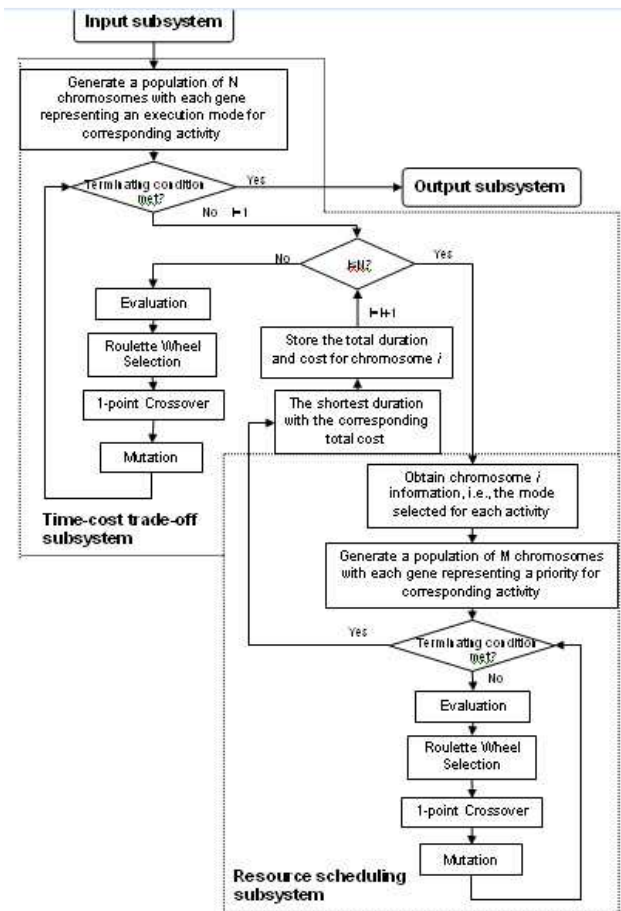 Input subsystem
Generate a population of N
chromosomes with each gene
representing an execution mode for
corresponding activity
Terminating condition
met?
Yes
Output subsystem
No
No
Yes
Evaluation
Roulette Wheel
Selection
1-point Crossover
Mutation
Store the total duration
and cost for chromosome i
The shortest duration
with the corresponding
total cost
Time-cost trade-off
subsystem
Obtain chromosome i
information, i.e., the mode
selected for each activity
Generate a population of M chromosomes
with each gene representing a priority for
corresponding activity
Yes
Terminating condition
met?
No
Evaluation
Roulette Wheel
Selection
1-point Crossover
Mutation
Resource scheduling
subsystem